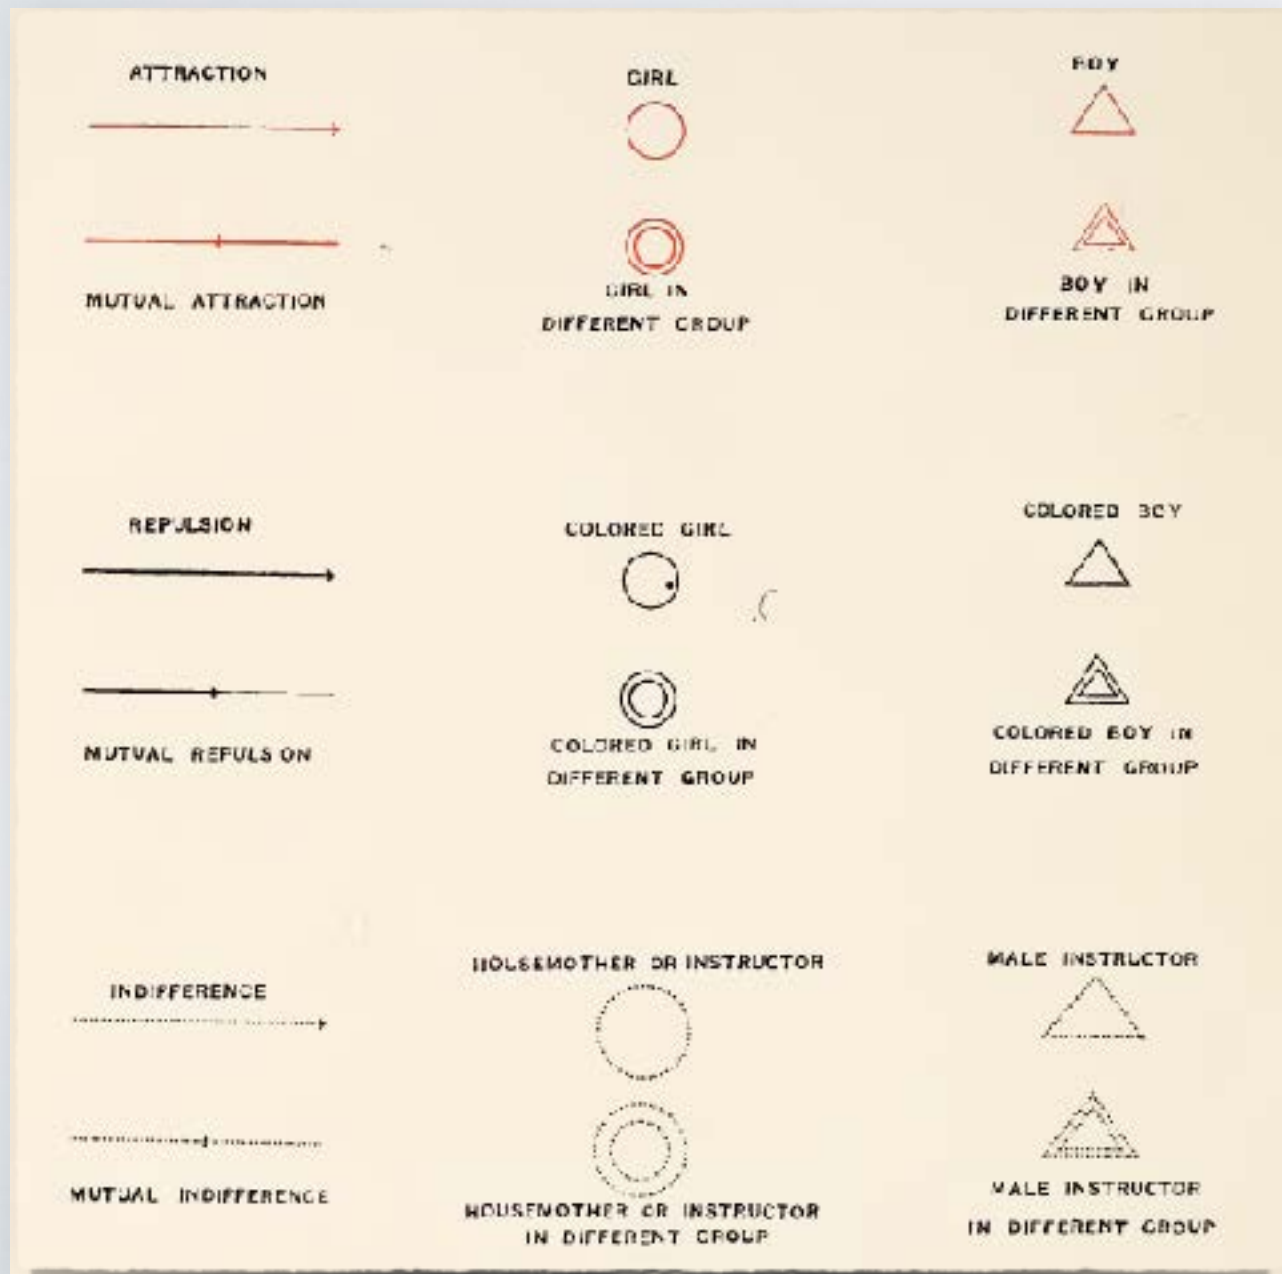 ATTRACTION
GIRL
BOY
MUTUAL ATTRACTION
GIRL IN
DIFFERENT GROUP
BOY IN
DIFFERENT GROUP
REPULSION
COLORED GIRL
COLORED BOY
MUTUAL REPULSION
COLORED GIRL IN
DIFFERENT GROUP
COLORED BOY IN
DIFFERENT GROUP
INDIFFERENCE
HOUSEMOTHER OR INSTRUCTOR
MALE INSTRUCTOR
MUTUAL INDIFFERENCE
HOUSEMOTHER OR INSTRUCTOR
IN DIFFERENT GROUP
MALE INSTRUCTOR
IN DIFFERENT GROUP